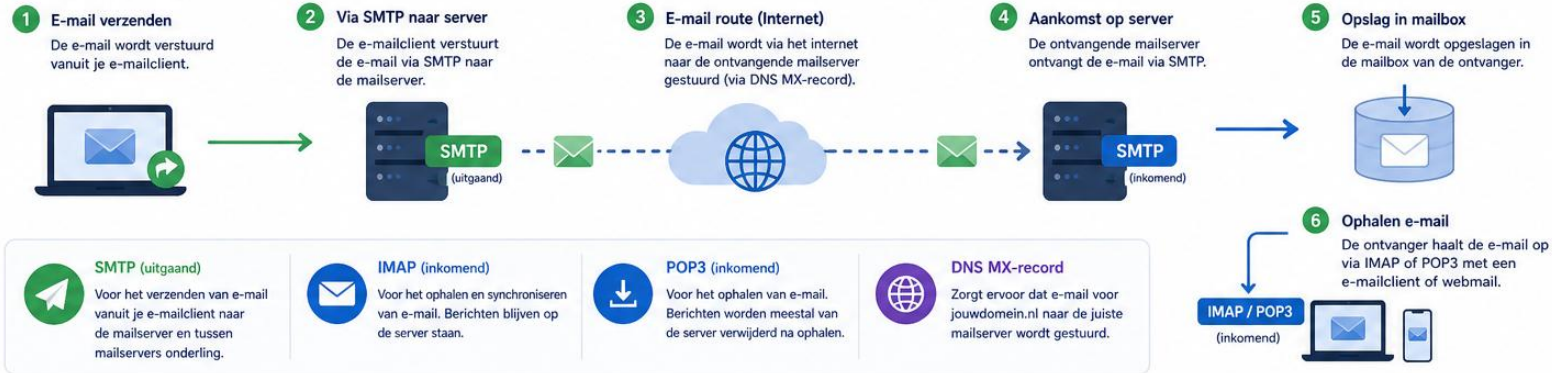 1 E-mail verzenden
De e-mail wordt verstuurd
vanuit je e-mailclient.
2 Via SMTP naar server
De e-mailclient verstuurt
de e-mail via SMTP naar
de mailserver.
SMTP
(uitgaand)
3 E-mail route (Internet)
De e-mail wordt via het internet
naar de ontvangende mailserver
gestuurd (via DNS MX-record).
4 Aankomst op server
De ontvangende mailserver
ontvangt de e-mail via SMTP.
SMTP
(inkomend)
5 Opslag in mailbox
De e-mail wordt opgeslagen in
de mailbox van de ontvanger.
6 Ophalen e-mail
De ontvanger haalt de e-mail op
via IMAP of POP3 met een
e-mailclient of webmail.
IMAP / POP3
(inkomend)
SMTP (uitgaand)
Voor het verzenden van e-mail
vanuit je e-mailclient naar
de mailserver en tussen
mailservers onderling.
IMAP (inkomend)
Voor het ophalen en synchroniseren
van e-mail. Berichten blijven op
de server staan.
POP3 (inkomend)
Voor het ophalen van e-mail.
Berichten worden meestal van
de server verwijderd na ophalen.
DNS MX-record
Zorgt ervoor dat e-mail voor
jouwdomein.nl naar de juiste
mailserver wordt gestuurd.